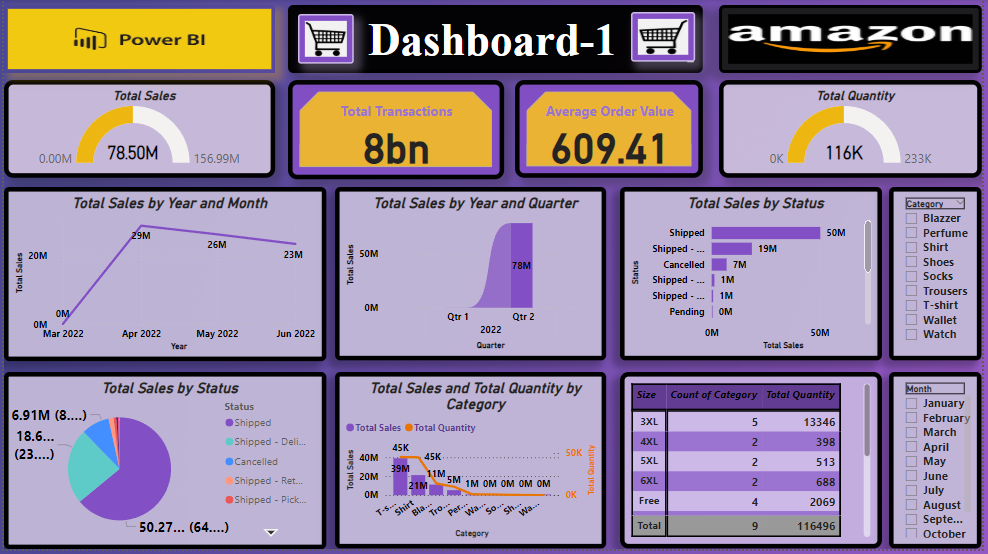 Power BI
Dashboard-1
amazon
Total Sales
0.00M
78.50M
156.99M
Total Transactions
8bn
Average Order Value
609.41
Total Quantity
0K
116K
233K
Total Sales by Year and Month
Total Sales
20M
0M
0M
29M
26M
23M
Mar 2022
Apr 2022
May 2022
Jun 2022
Year
Total Sales by Year and Quarter
Total Sales
50M
0M
78M
Qtr 1
Qtr 2
2022
Quarter
Total Sales by Status
Status
Shipped
50M
Shipped - ...
19M
Cancelled
7M
Shipped - ...
1M
Shipped - ...
1M
Pending
0M
0M
50M
Total Sales
Category
Blazzer
Perfume
Shirt
Shoes
Socks
Trousers
T-shirt
Wallet
Watch
Total Sales by Status
6.91M (8....)
18.6...
(23....)
50.27... (64....)
Status
Shipped
Shipped - Deli...
Cancelled
Shipped - Ret...
Shipped - Pick...
Total Sales and Total Quantity by
Category
Total Sales
Total Quantity
Total Sales
40M
20M
0M
45K
45K
39M
21M
11M
5M
1M
0M
0M
0M
0M
50K
0K
Total Quantity
T-s...
Shirt
Bla...
Tro...
Per...
Wa...
So...
Sh...
Wa...
Category
Size Count of Category Total Quantity
3XL 5 13346
4XL 2 398
5XL 2 513
6XL 2 688
Free 4 2069
Total 9 116496
Month
January
February
March
April
May
June
July
August
Septe...
October